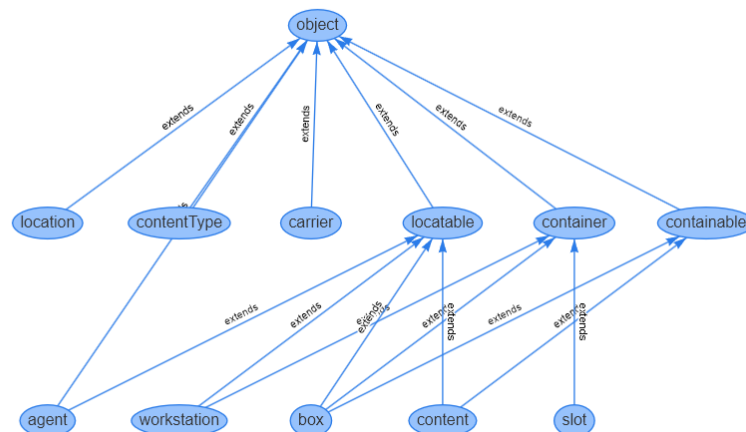 object
extends
extends
extends
extends
extends
extends
location
contentType
carrier
locatable
container
containable
extends
extends
extends
extends
extends
extends
extends
extends
agent
workstation
box
content
slot